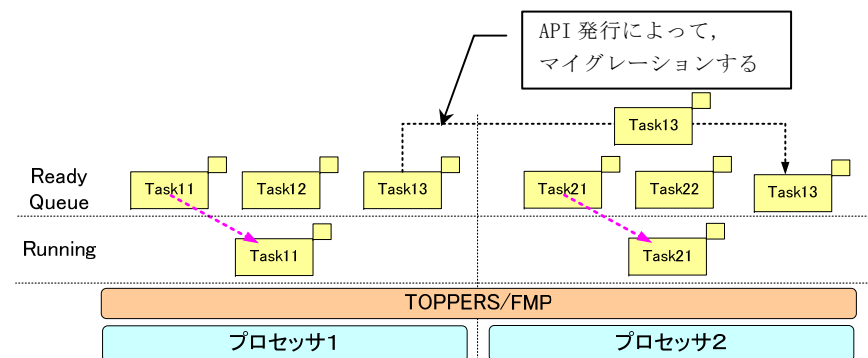 API 発行によって，
マイグレーションする
Task13
Ready
Queue
Task11
Task12
Task13
Task21
Task22
Task13
Running
Task11
Task21
TOPPERS/FMP
プロセッサ1
プロセッサ2